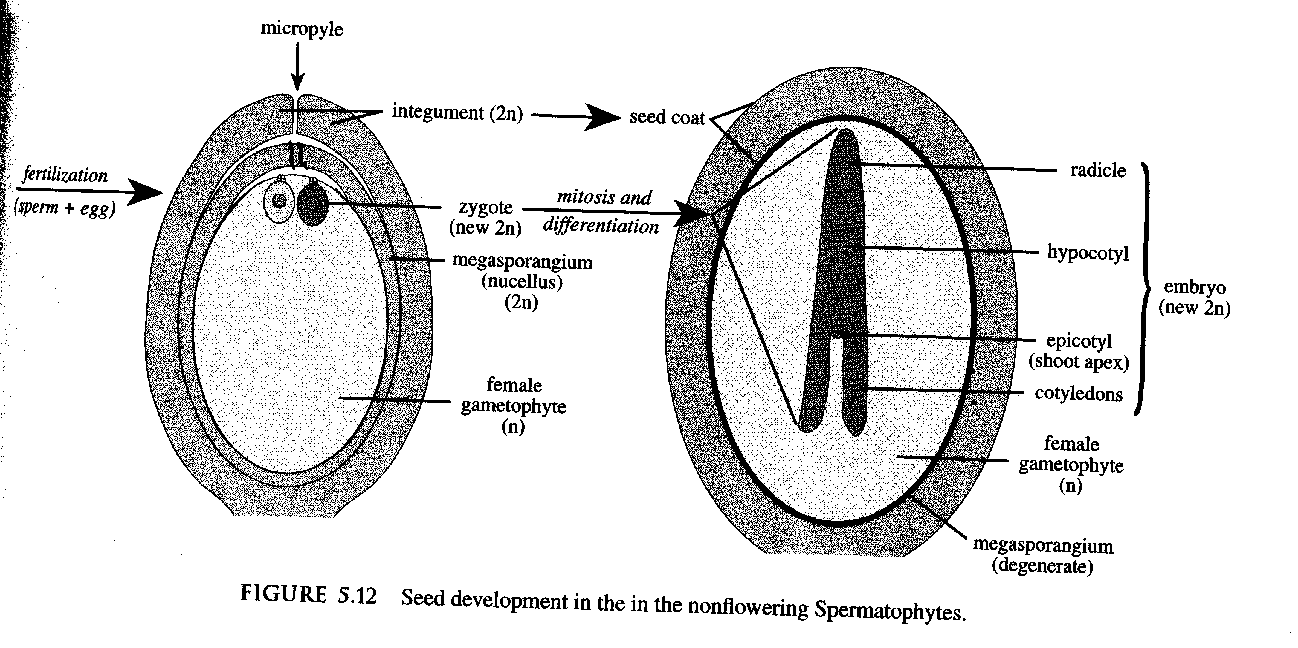 micropyle
integument (2n)
seed coat
fertilization
(sperm + egg)
zygote
(new 2n)
mitosis and
differentiation
megasporangium
(nucellus)
(2n)
female
gametophyte
(n)
radicle
hypocotyl
embryo
(new 2n)
epicotyl
(shoot apex)
cotyledons
female
gametophyte
(n)
megasporangium
(degenerate)
FIGURE 5.12 Seed development in the in the nonflowering Spermatophytes.